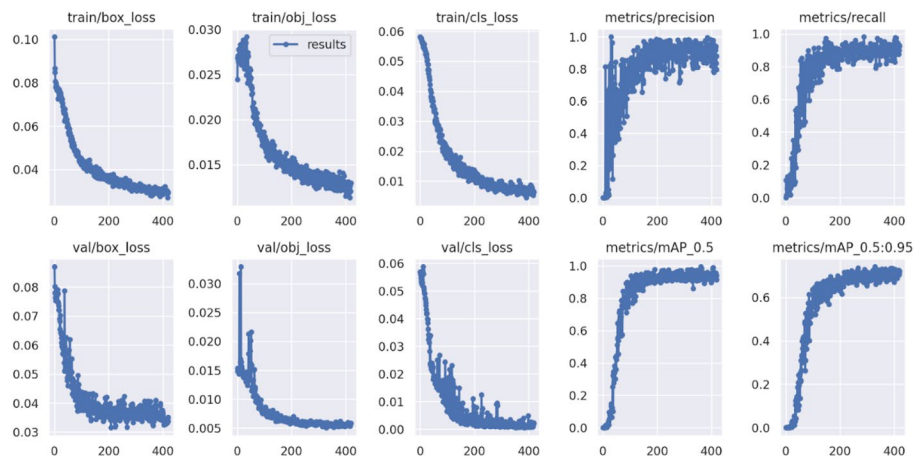 train/box_loss
train/obj_loss
train/cls_loss
metrics/precision
metrics/recall
0.10
0.08
0.06
0.04
0 200 400
0.030
0.027
0.020
0.013
results
0 200 400
0.06
0.05
0.04
0.03
0.02
0.01
0 200 400
1.0
0.8
0.6
0.4
0.2
0.0
0 200 400
1.0
0.8
0.6
0.4
0.2
0.0
0 200 400
val/box_loss
val/obj_loss
val/cls_loss
metrics/mAP_0.5
metrics/mAP_0.5:0.95
0.08
0.07
0.06
0.05
0.04
0.03
0 200 400
0.030
0.025
0.020
0.015
0.010
0.005
0 200 400
0.06
0.05
0.04
0.03
0.02
0.01
0.00
0 200 400
1.0
0.8
0.6
0.4
0.2
0.0
0 200 400
0.6
0.4
0.2
0.0
0 200 400